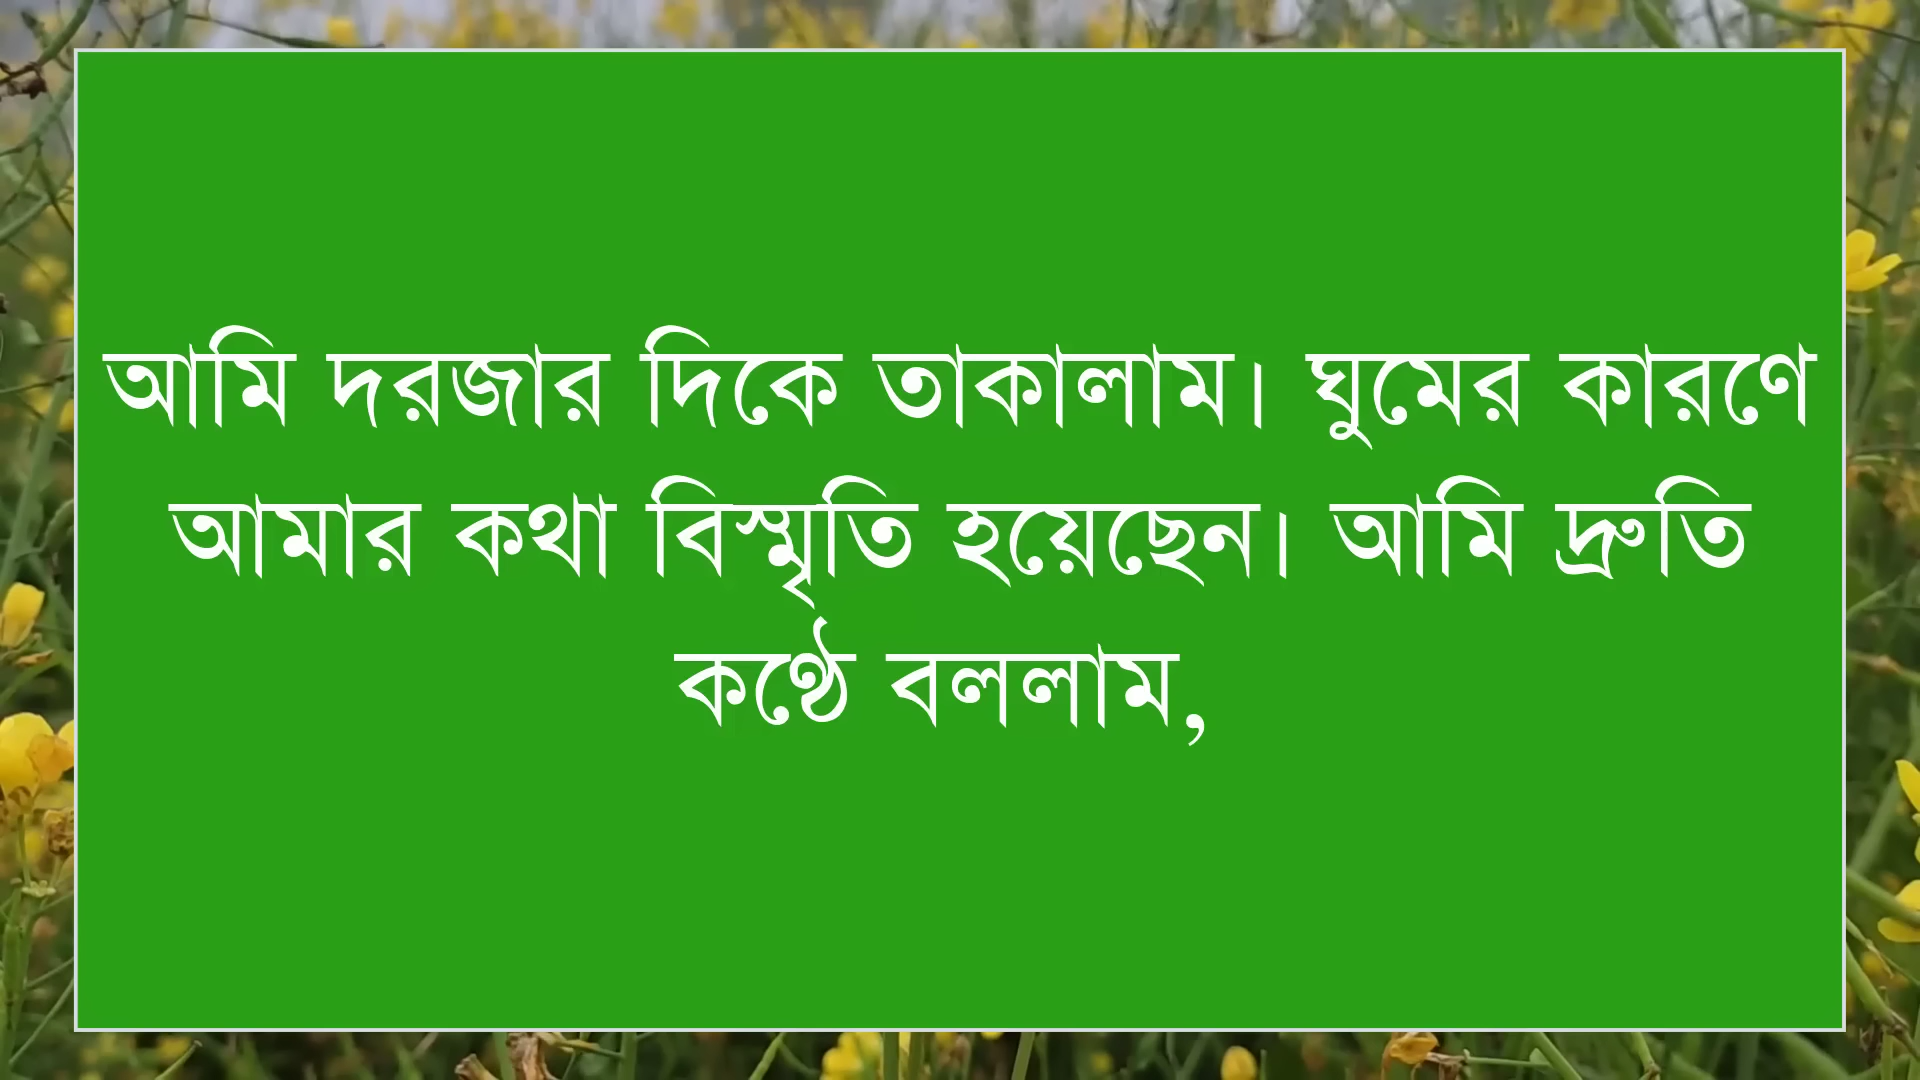 আমি দরজার দিকে তাকালাম। ঘুমের কারণে
আমার কথা বিস্মৃতি হয়েছেন। আমি দ্রুতি
কণ্ঠে বললাম,